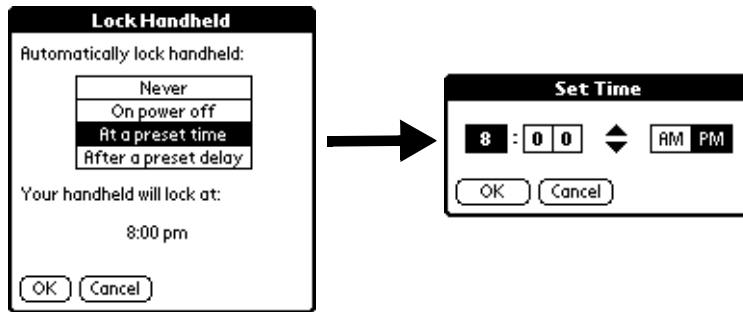 Lock Handheld
Automatically lock handheld:
Never
On power off
At a preset time
After a preset delay
Your handheld will lock at:
8:00 pm
OK Cancel
Set Time
8 : 0 0 AM PM
OK Cancel